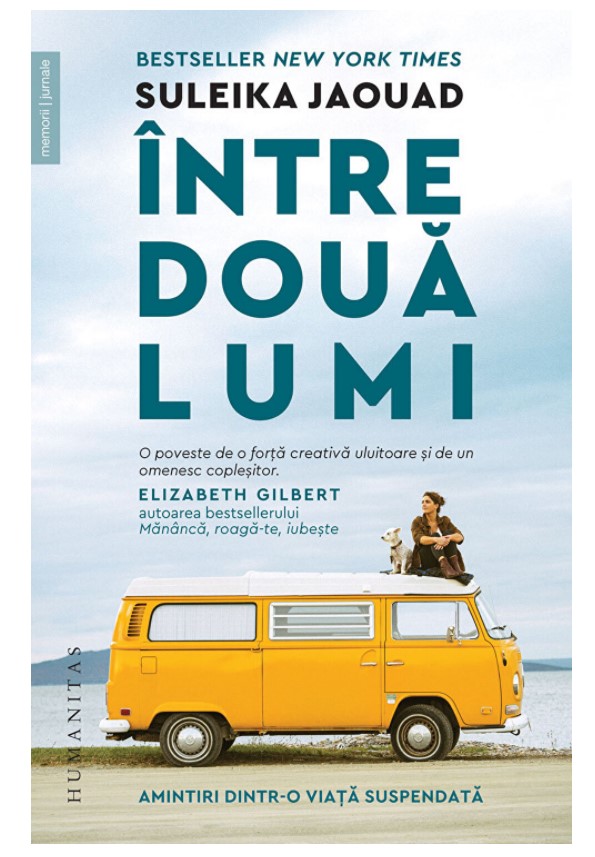 memorii | jurnale
BESTSELLER NEW YORK TIMES
SULEIKA JAOUAD
ÎNTRE
DOUĂ
LUMI
O poveste de o forță creativă uluitoare și de un
omenesc copleșitor.
ELIZABETH GILBERT
autoarea bestsellerului
Mănâncă, roagă-te, iubește
HUMANITAS
AMINTIRI DINTR-O VIAȚĂ SUSPENDATĂ